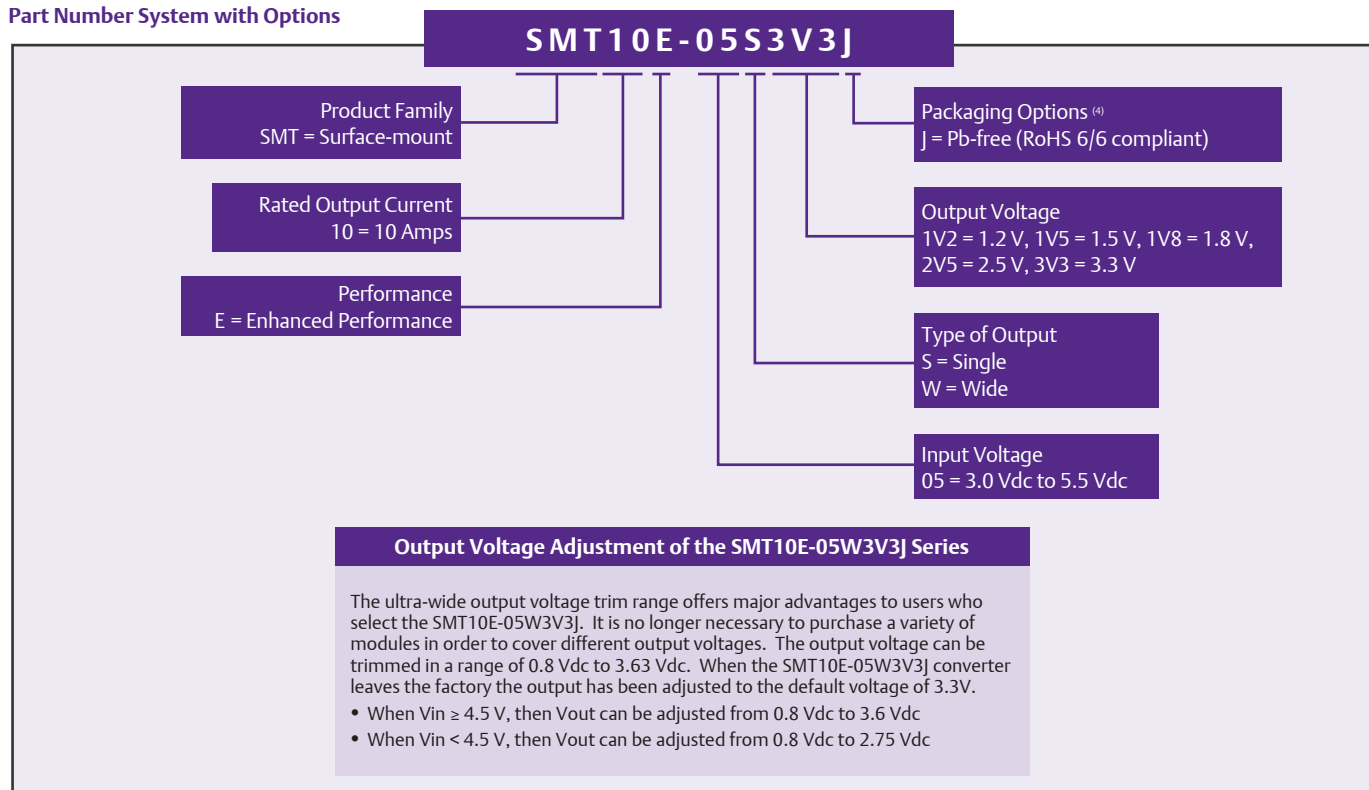 Part Number System with Options
SMT10E-05S3V3J
Product Family
SMT = Surface-mount
Rated Output Current
10 = 10 Amps
Performance
E = Enhanced Performance
Packaging Options (4)
J = Pb-free (RoHS 6/6 compliant)
Output Voltage
1V2 = 1.2 V, 1V5 = 1.5 V, 1V8 = 1.8 V,
2V5 = 2.5 V, 3V3 = 3.3 V
Type of Output
S = Single
W = Wide
Input Voltage
05 = 3.0 Vdc to 5.5 Vdc
Output Voltage Adjustment of the SMT10E-05W3V3J Series
The ultra-wide output voltage trim range offers major advantages to users who
select the SMT10E-05W3V3J. It is no longer necessary to purchase a variety of
modules in order to cover different output voltages. The output voltage can be
trimmed in a range of 0.8 Vdc to 3.63 Vdc. When the SMT10E-05W3V3J converter
leaves the factory the output has been adjusted to the default voltage of 3.3V.
• When Vin ≥ 4.5 V, then Vout can be adjusted from 0.8 Vdc to 3.6 Vdc
• When Vin < 4.5 V, then Vout can be adjusted from 0.8 Vdc to 2.75 Vdc